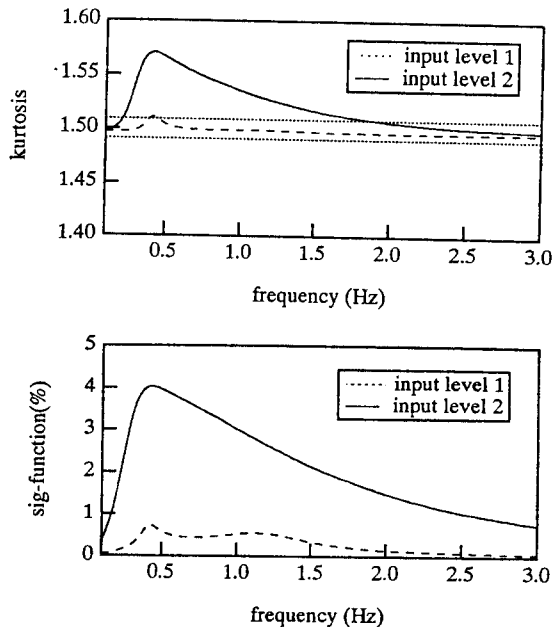 1.60
1.55
1.50
1.45
1.40
kurtosis
input level 1
input level 2
0.5 1.0 1.5 2.0 2.5 3.0
frequency (Hz)
5
4
3
2
1
0
sig-function(%)
input level 1
input level 2
0.5 1.0 1.5 2.0 2.5 3.0
frequency (Hz)